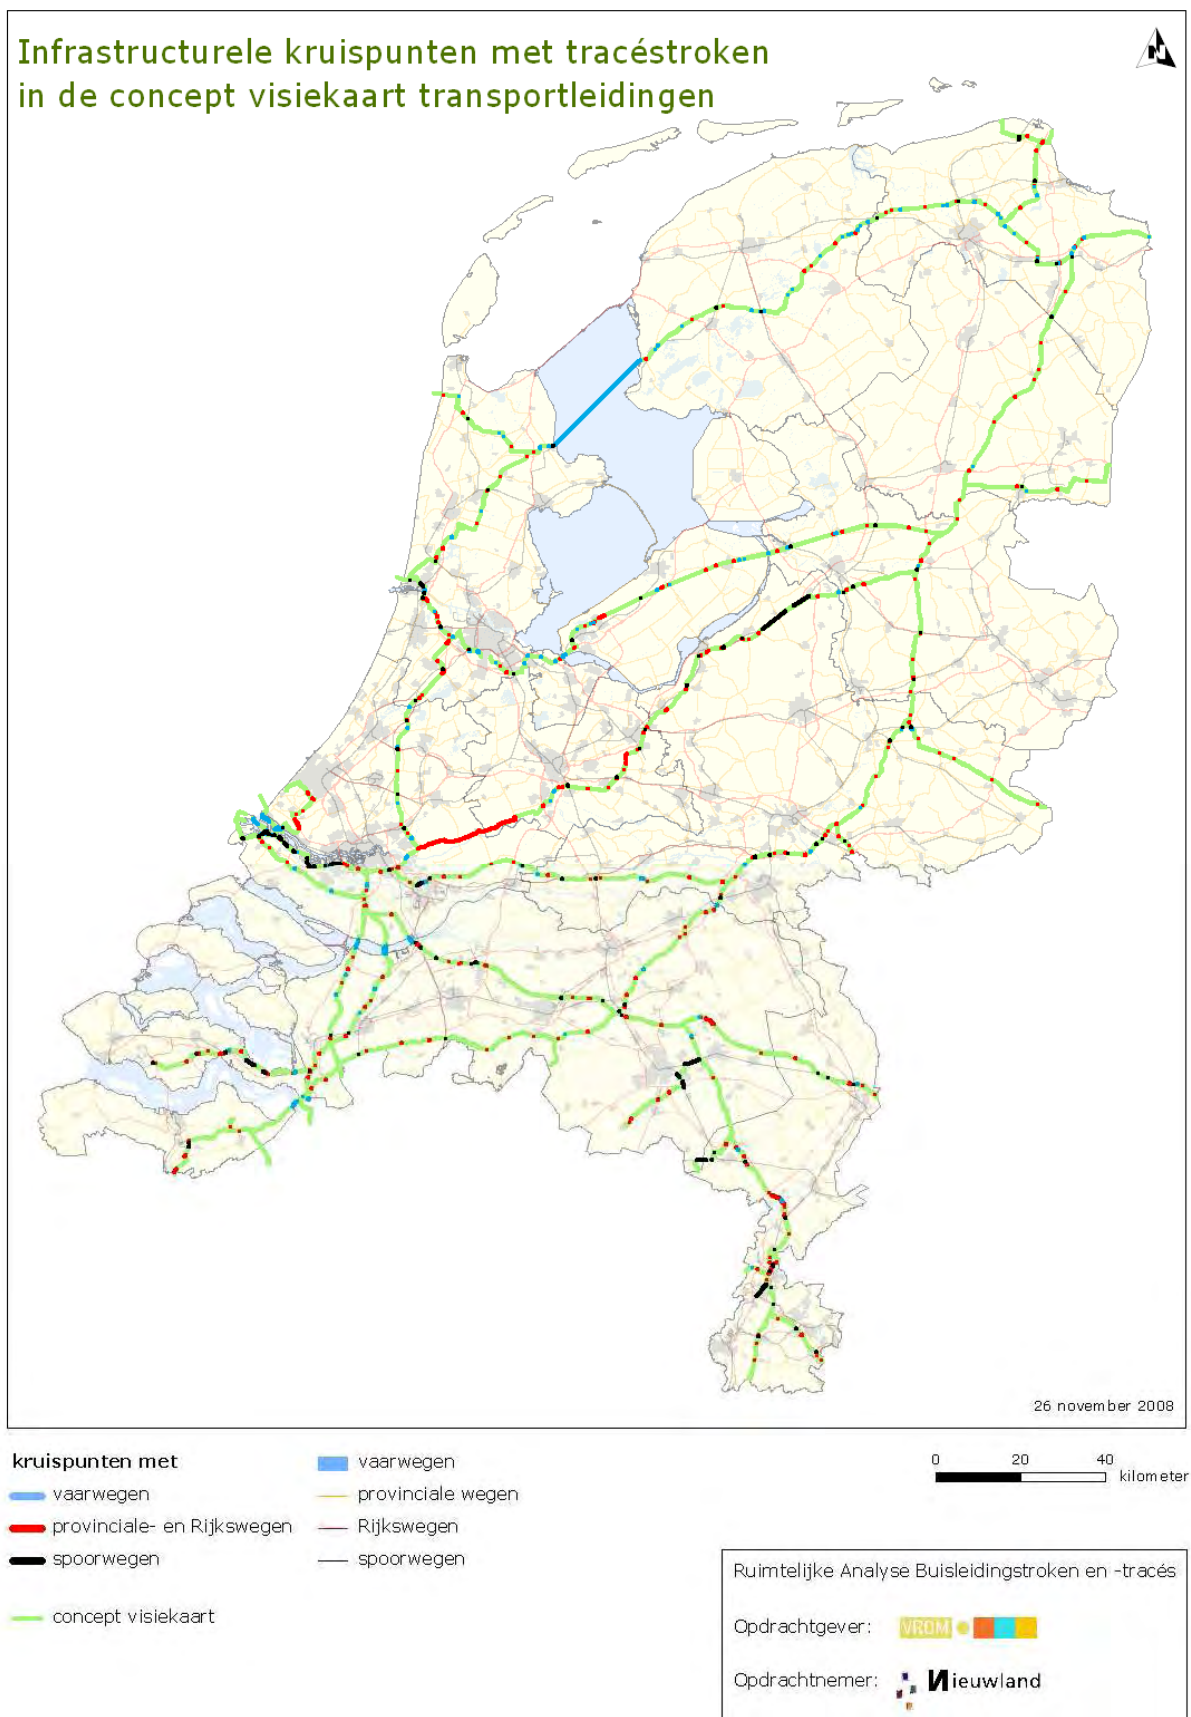 Infrastructurele kruispunten met tracéstroken
in de concept visiekaart transportleidingen
N
26 november 2008
kruispunten met
vaarwegen
provinciale- en Rijkswegen
spoorwegen
concept visiekaart
vaarwegen
provinciale wegen
Rijkswegen
spoorwegen
0 20 40
kilometer
Ruimtelijke Analyse Buisleidingstroken en -tracés
Opdrachtgever: VROM
Opdrachtnemer: Nieuwland